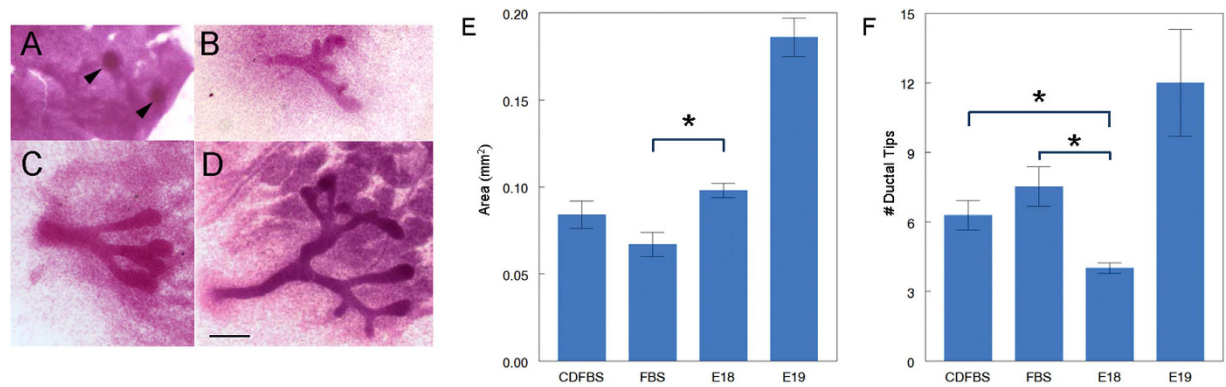 A
B
C
D
E
Area (mm²)
0.20
0.15
0.10
0.05
0.00
*
CDFBS FBS E18 E19
F
# Ductal Tips
15
12
9
6
3
0
*
*
CDFBS FBS E18 E19